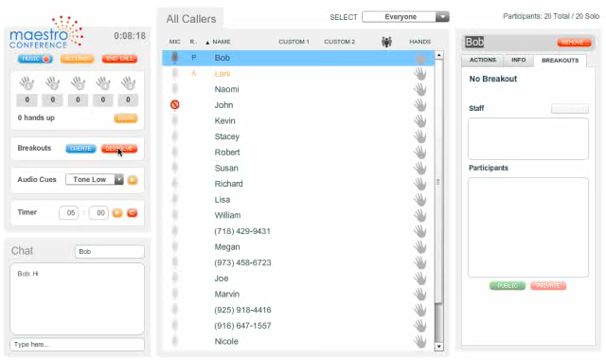 maestro
CONFERENCE
0:08:18
MUSIC
END CALL
0 0 0 0 0
0 hands up
Breakouts
CREATE
DISSOLVE
Audio Cues
Tone Low
Timer
05 : 00
Chat
Bob
Bob: Hi
Type here...
All Callers
SELECT
Everyone
MIC R. ▲ NAME CUSTOM 1 CUSTOM 2 HANDS
P Bob
A Lani
Naomi
John
Kevin
Stacey
Robert
Susan
Richard
Lisa
William
(718) 429-9431
Megan
(973) 458-6723
Joe
Marvin
(925) 918-4416
(916) 647-1557
Nicole
Participants: 20 Total / 20 Solo
Bob
REMOVE
ACTIONS INFO BREAKOUTS
No Breakout
Staff
Participants
PUBLIC PRIVATE